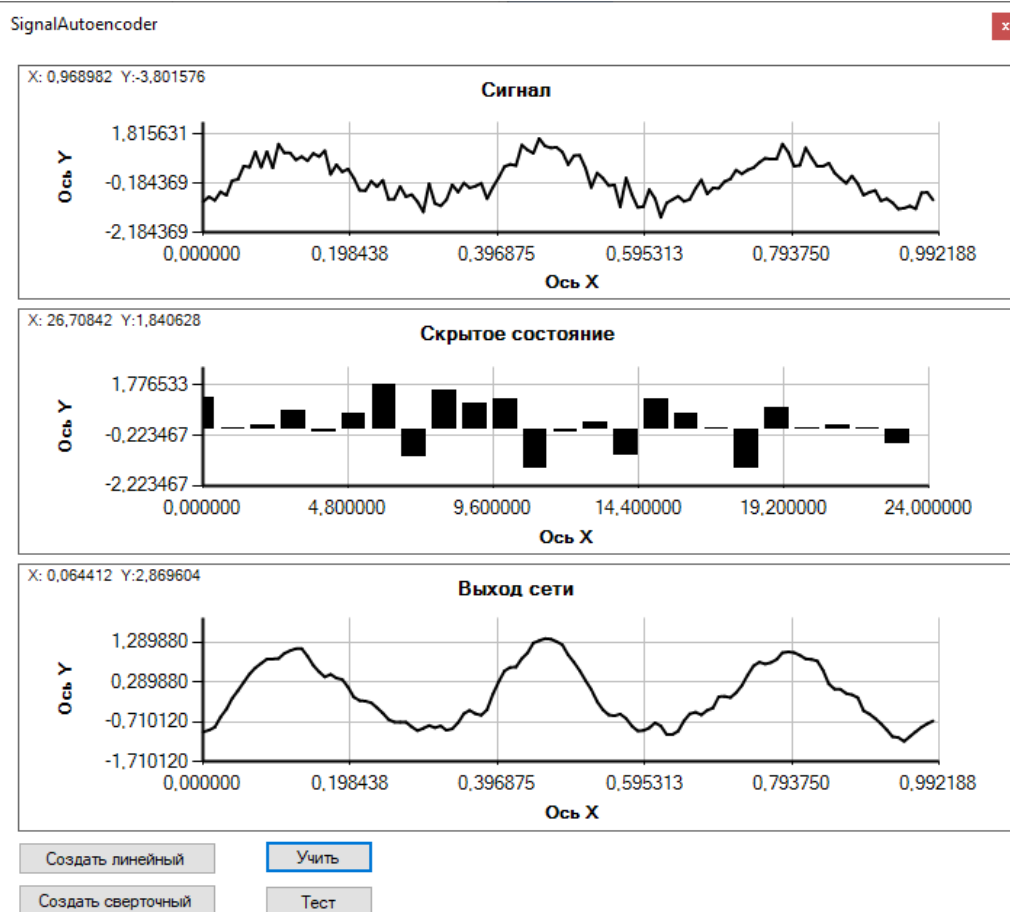 SignalAutoencoder
x
X: 0,968982 Y:-3,801576
Сигнал
Ось Y
1,815631
-0,184369
-2,184369
0,000000 0,198438 0,396875 0,595313 0,793750 0,992188
Ось X
X: 26,70842 Y:1,840628
Скрытое состояние
Ось Y
1,776533
-0,223467
-2,223467
0,000000 4,800000 9,600000 14,400000 19,200000 24,000000
Ось X
X: 0,064412 Y:2,869604
Выход сети
Ось Y
1,289880
0,289880
-0,710120
-1,710120
0,000000 0,198438 0,396875 0,595313 0,793750 0,992188
Ось X
Создать линейный Учить
Создать сверточный Тест